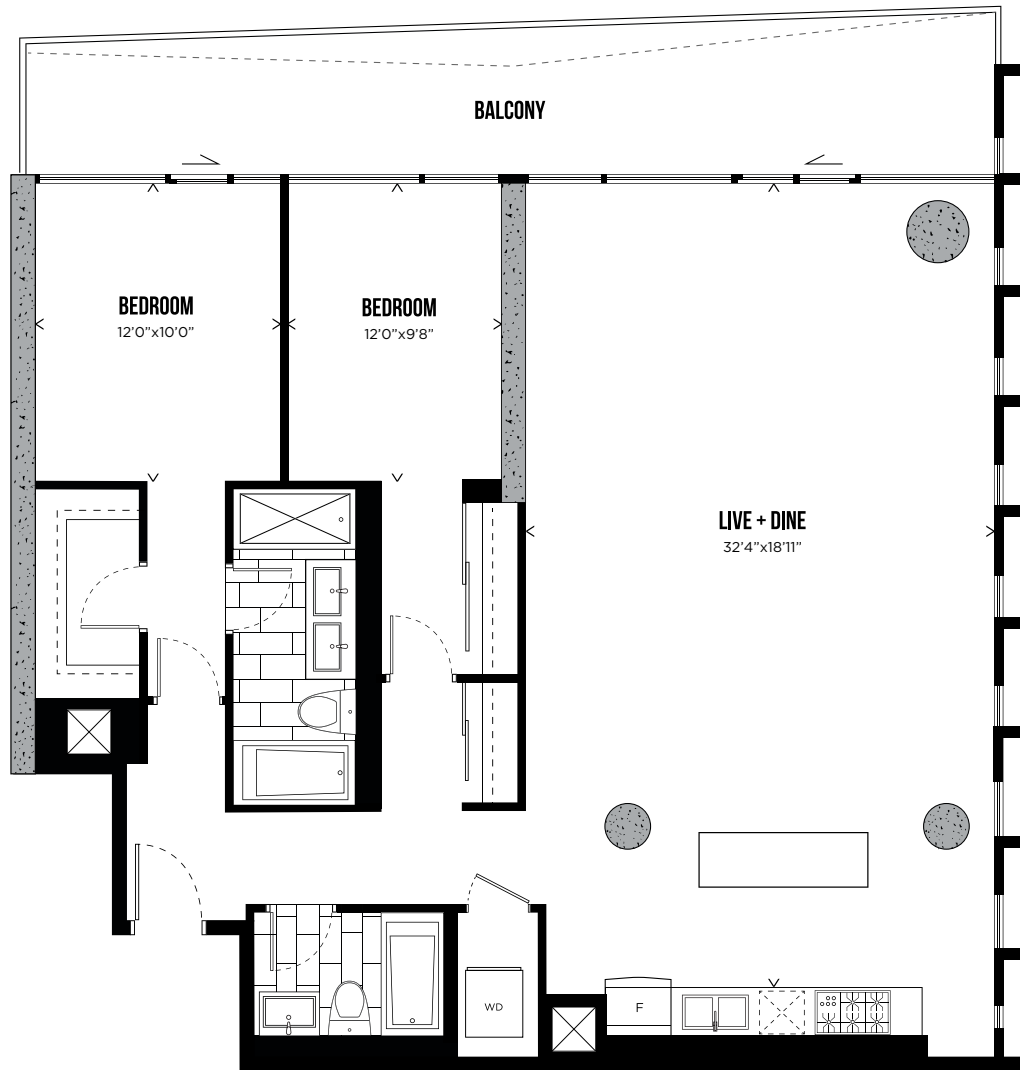 BALCONY
BEDROOM
12'0"x10'0"
BEDROOM
12'0"x9'8"
LIVE + DINE
32'4"x18'11"
WD
F